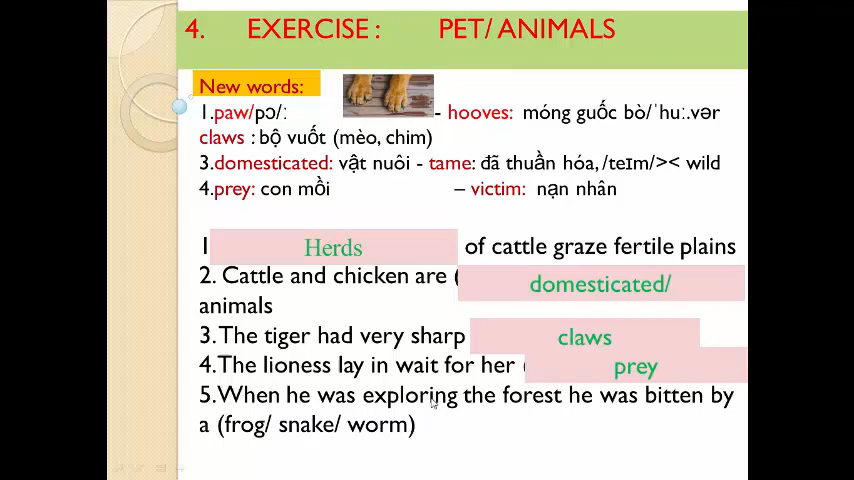 4. EXERCISE : PET/ ANIMALS
New words:
1.paw/pɔ/ː - hooves: móng guốc bò/ˈhuː.vər
claws : bộ vuốt (mèo, chim)
3.domesticated: vật nuôi - tame: đã thuần hóa, /teɪm/>< wild
4.prey: con mồi – victim: nạn nhân
1 Herds of cattle graze fertile plains
2. Cattle and chicken are ( domesticated/
animals
3.The tiger had very sharp claws
4.The lioness lay in wait for her ( prey
5.When he was exploring the forest he was bitten by
a (frog/ snake/ worm)